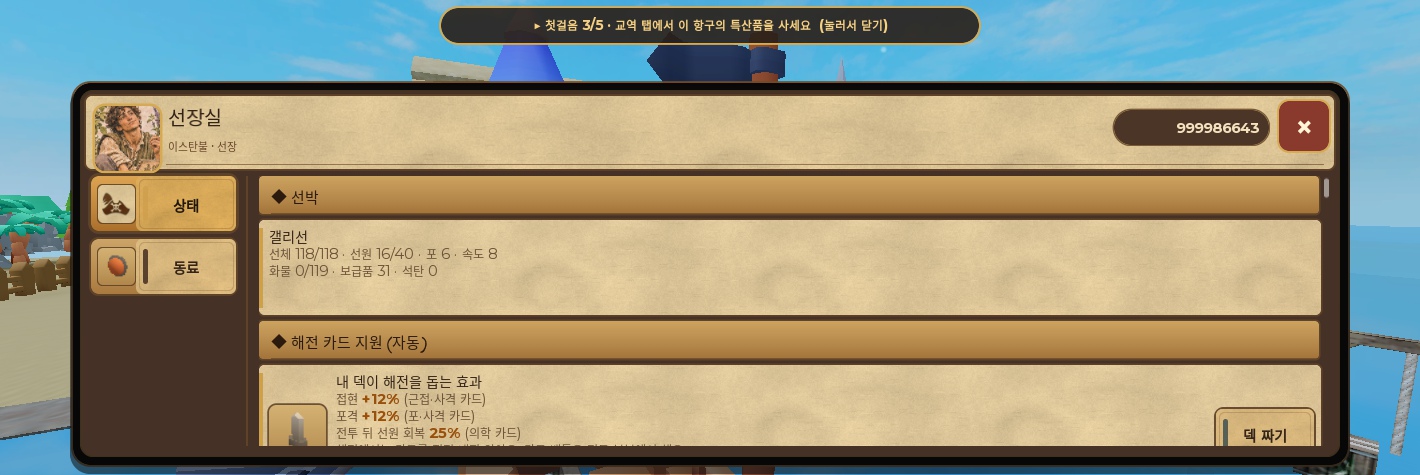 ▸ 첫걸음 3/5 · 교역 탭에서 이 항구의 특산품을 사세요 (눌러서 닫기)
선장실
이스탄불 · 선장
999986643
×
상태
동료
◆ 선박
갤리선
선체 118/118 · 선원 16/40 · 포 6 · 속도 8
화물 0/119 · 보급품 31 · 석탄 0
◆ 해전 카드 지원 (자동)
내 덱이 해전을 돕는 효과
접현 +12% (근접·사격 카드)
포격 +12% (포·사격 카드)
전투 뒤 선원 회복 25% (의학 카드)
덱 짜기